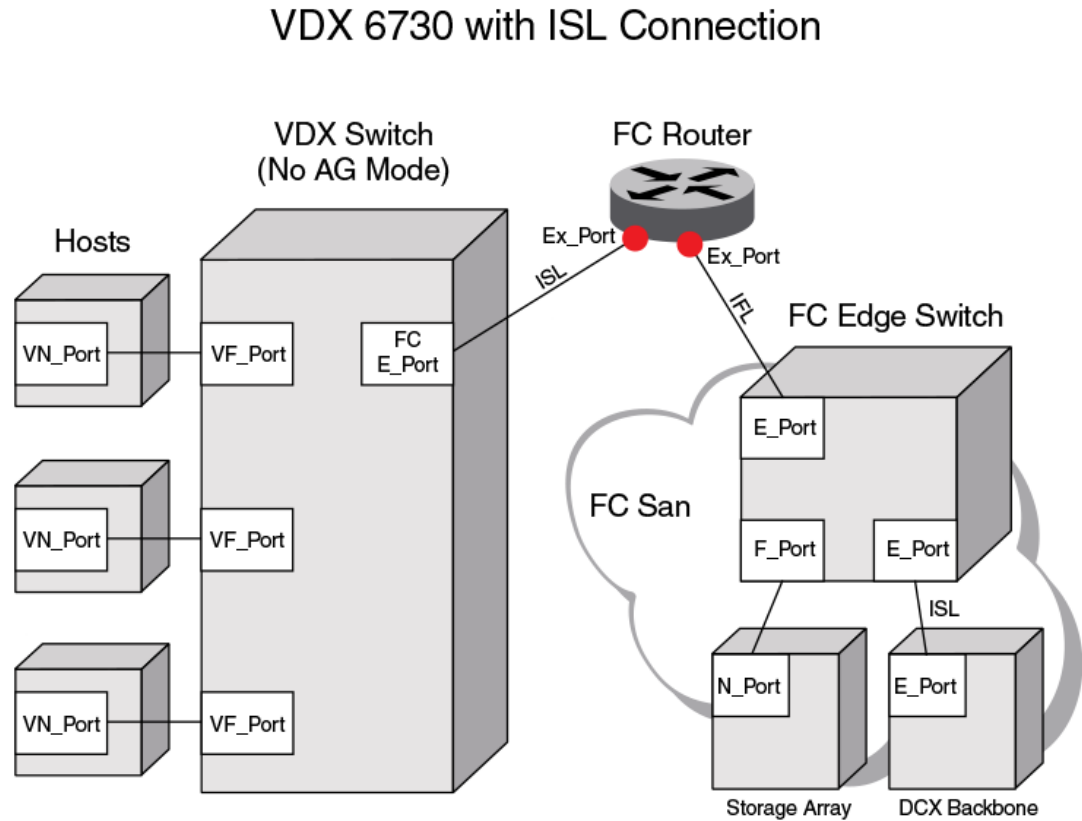 VDX 6730 with ISL Connection
VDX Switch
(No AG Mode)
FC Router
Hosts
Ex_Port
Ex_Port
ISL
IFL
FC Edge Switch
VN_Port
VF_Port
FC
E_Port
E_Port
FC San
VN_Port
VF_Port
F_Port
E_Port
ISL
VN_Port
VF_Port
N_Port
E_Port
Storage Array
DCX Backbone